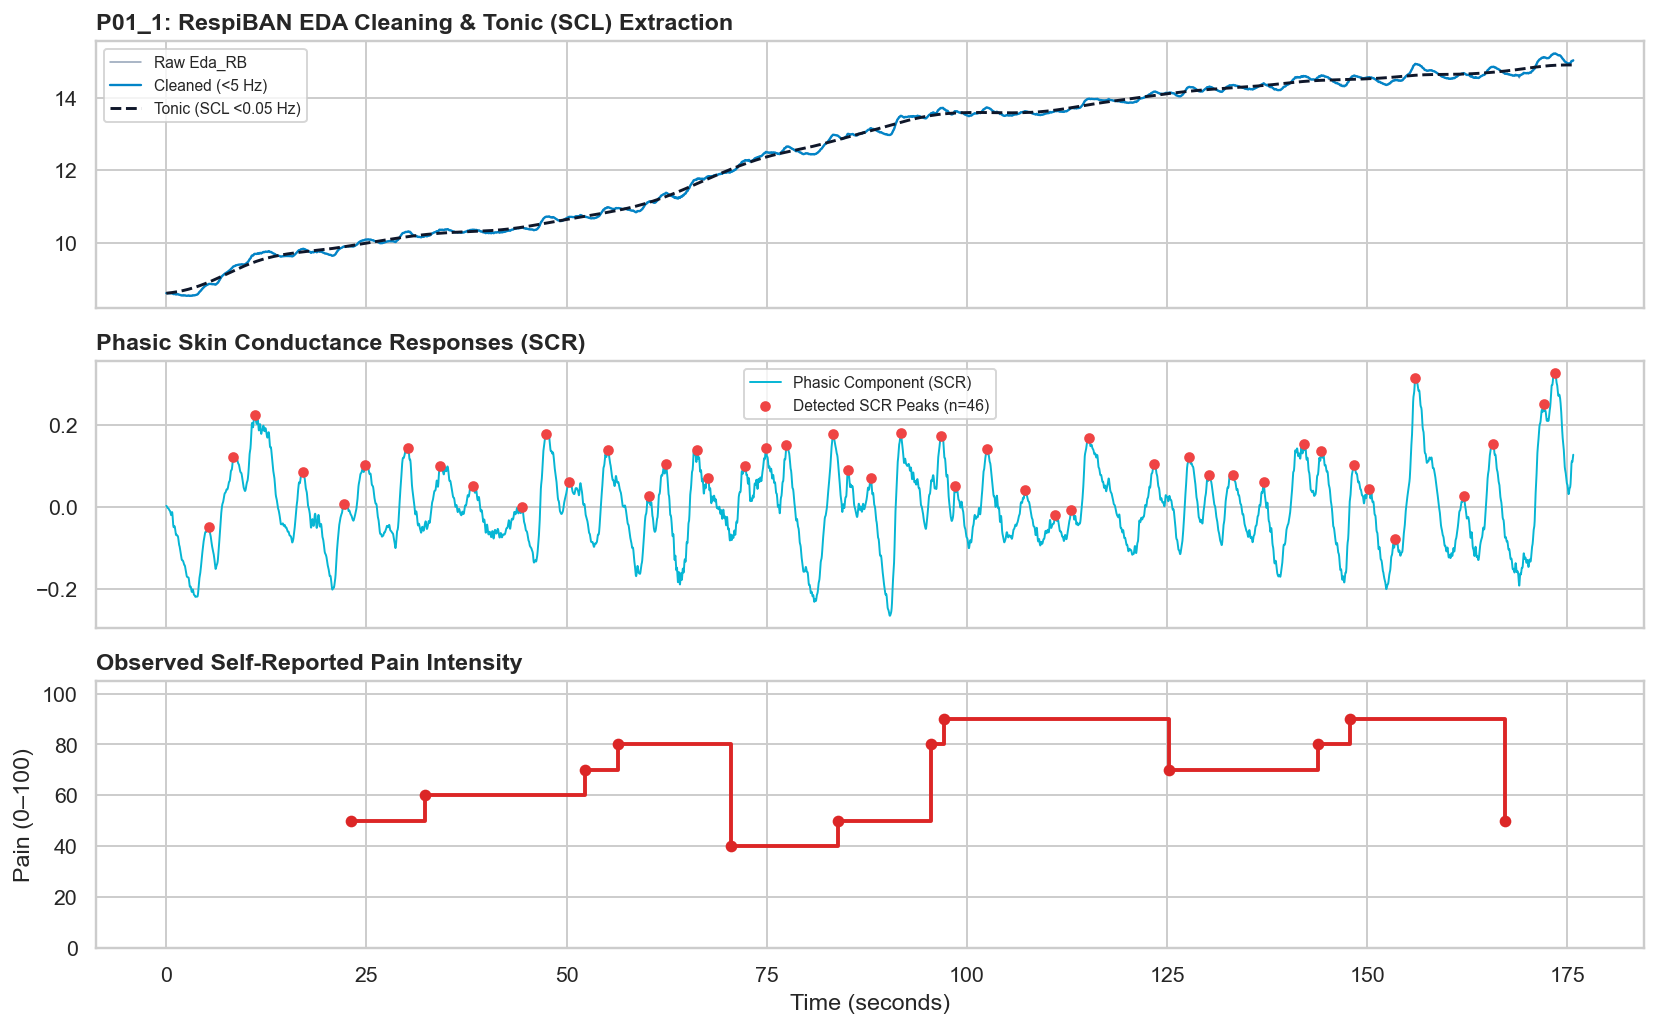 P01_1: RespiBAN EDA Cleaning & Tonic (SCL) Extraction
Raw Eda_RB
Cleaned (<5 Hz)
Tonic (SCL <0.05 Hz)
14
12
10
Phasic Skin Conductance Responses (SCR)
Phasic Component (SCR)
Detected SCR Peaks (n=46)
0.2
0.0
−0.2
Observed Self-Reported Pain Intensity
Pain (0–100)
100
80
60
40
20
0
0 25 50 75 100 125 150 175
Time (seconds)